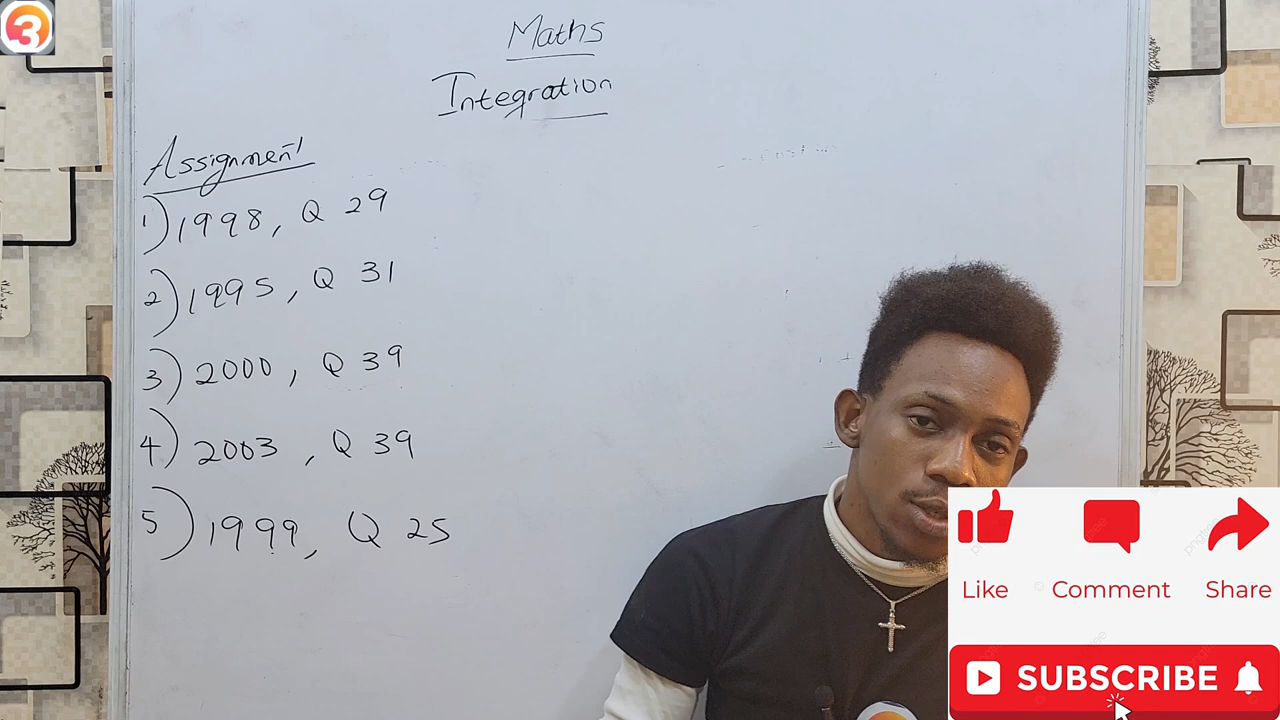 3
Maths
Integration
Assignment
1) 1998, Q 29
2) 1995, Q 31
3) 2000, Q 39
4) 2003, Q 39
5) 1999, Q 25
Like Comment Share
SUBSCRIBE